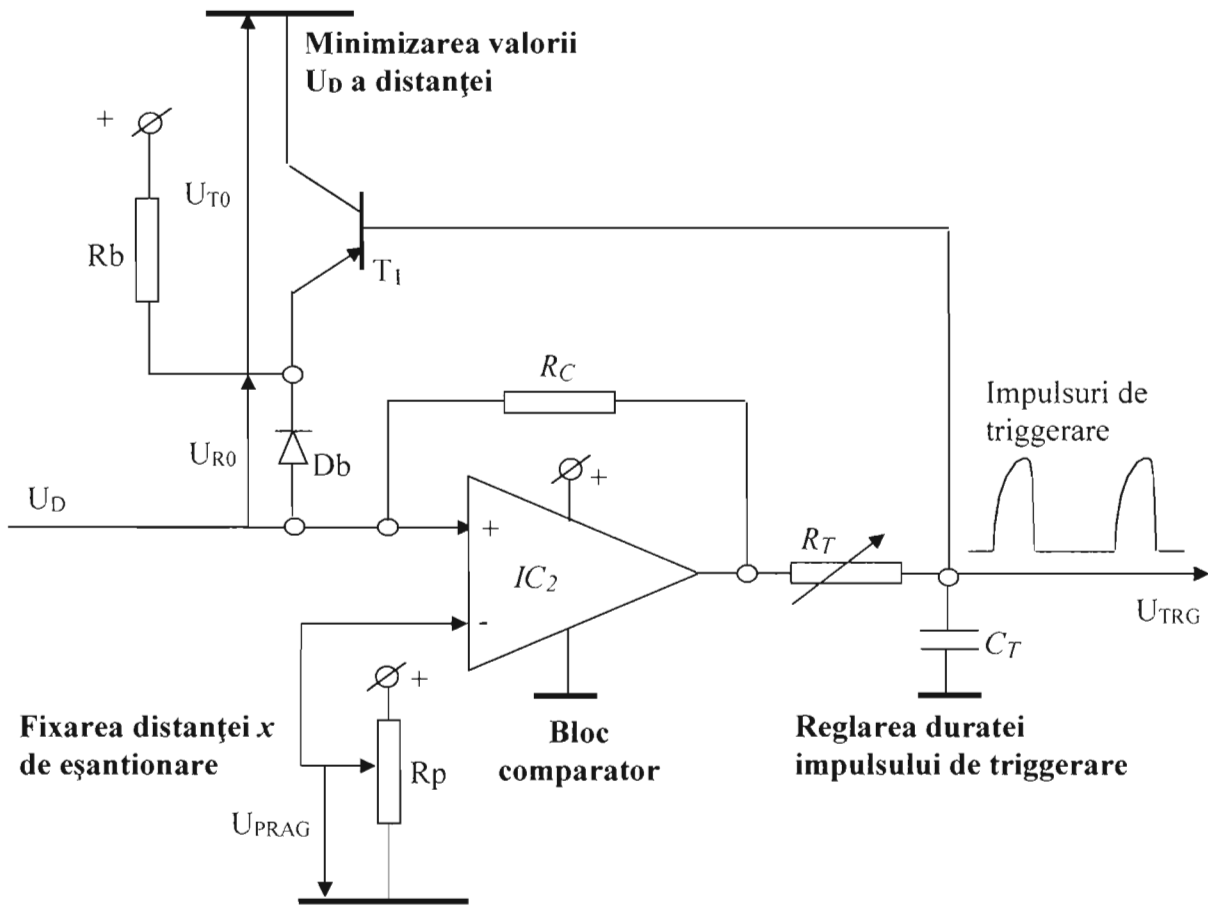 Minimizarea valorii
UD a distanţei
+
UT0
Rb
T1
RC
Impulsuri de
triggerare
UR0
Db
+
UD
+
RT
IC2
-
UTRG
CT
+
Fixarea distanţei x
de eşantionare
Bloc
comparator
Reglarea duratei
impulsului de triggerare
Rp
UPRAG